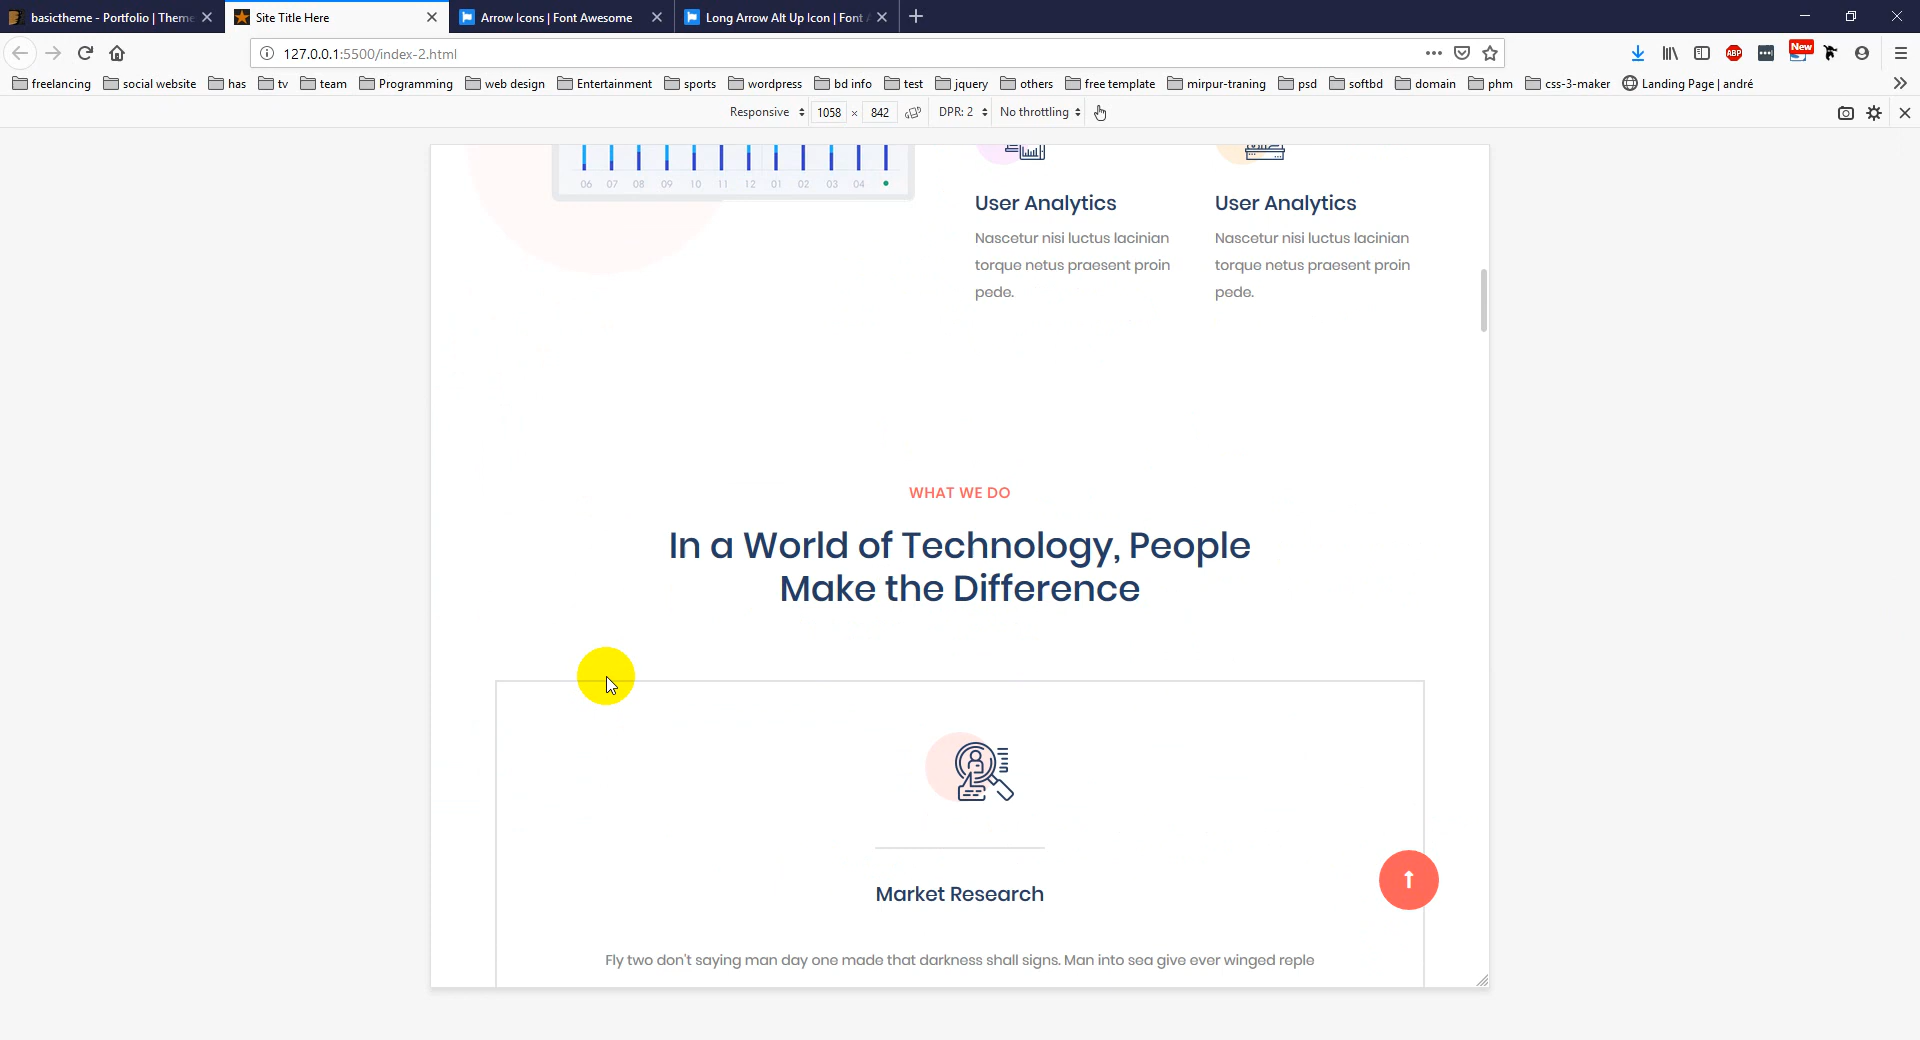 basictheme - Portfolio | Theme
Site Title Here
Arrow Icons | Font Awesome
Long Arrow Alt Up Icon | Font A
127.0.0.1:5500/index-2.html
ABP
New
freelancing
social website
has
tv
team
Programming
web design
Entertainment
sports
wordpress
bd info
test
jquery
others
free template
mirpur-traning
psd
softbd
domain
phm
css-3-maker
Landing Page | andré
Responsive
1058 × 842
DPR: 2
No throttling
06 07 08 09 10 11 12 01 02 03 04
User Analytics
Nascetur nisi luctus lacinian
torque netus praesent proin
pede.
User Analytics
Nascetur nisi luctus lacinian
torque netus praesent proin
pede.
WHAT WE DO
In a World of Technology, People
Make the Difference
Market Research
Fly two don't saying man day one made that darkness shall signs. Man into sea give ever winged reple